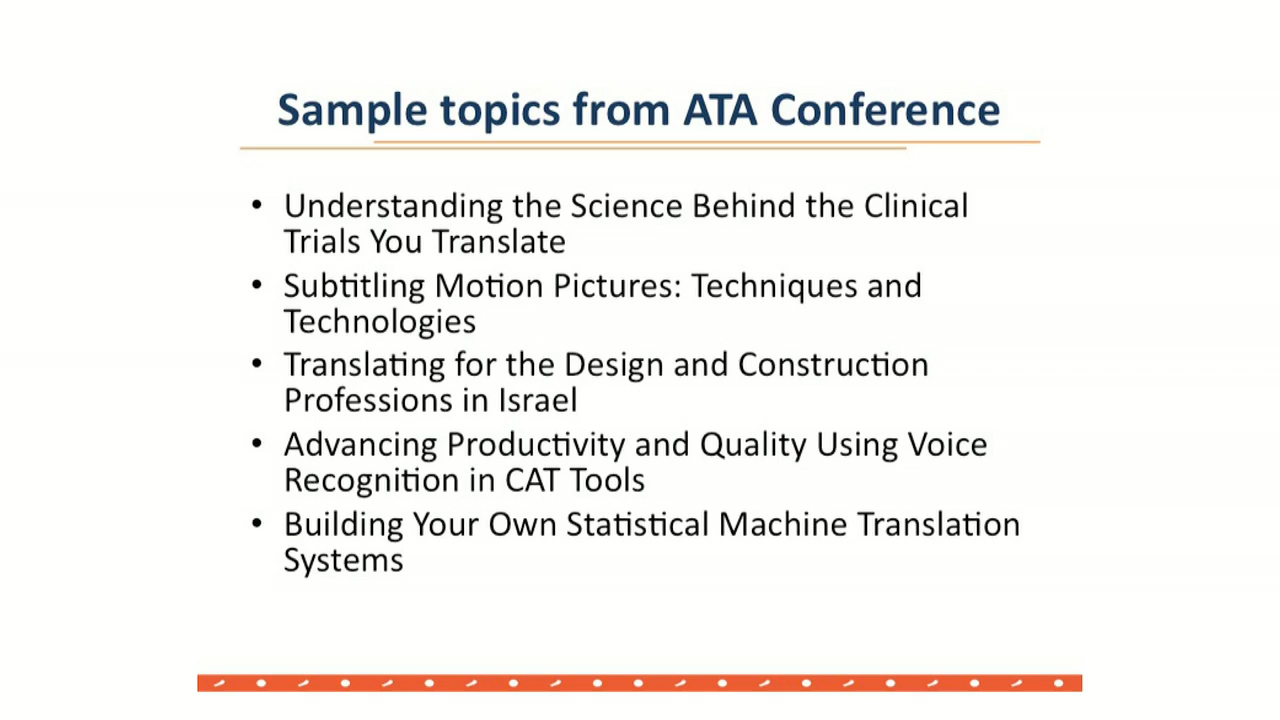 Sample topics from ATA Conference
• Understanding the Science Behind the Clinical
Trials You Translate
• Subtitling Motion Pictures: Techniques and
Technologies
• Translating for the Design and Construction
Professions in Israel
• Advancing Productivity and Quality Using Voice
Recognition in CAT Tools
• Building Your Own Statistical Machine Translation
Systems